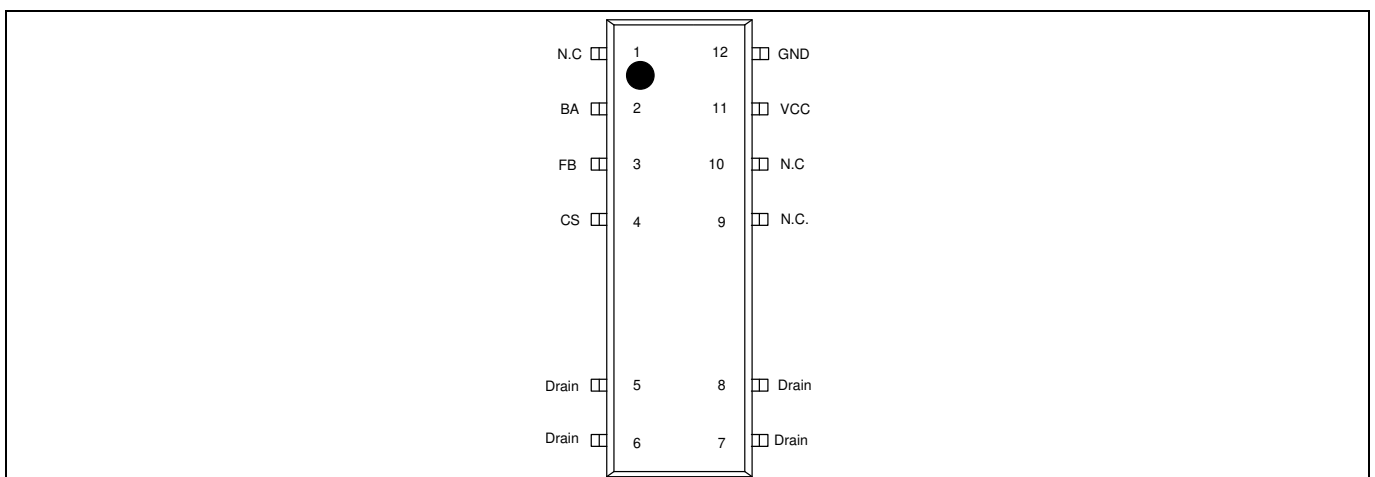 N.C 1 12 GND
BA 2 11 VCC
FB 3 10 N.C
CS 4 9 N.C.
Drain 5 8 Drain
Drain 6 7 Drain